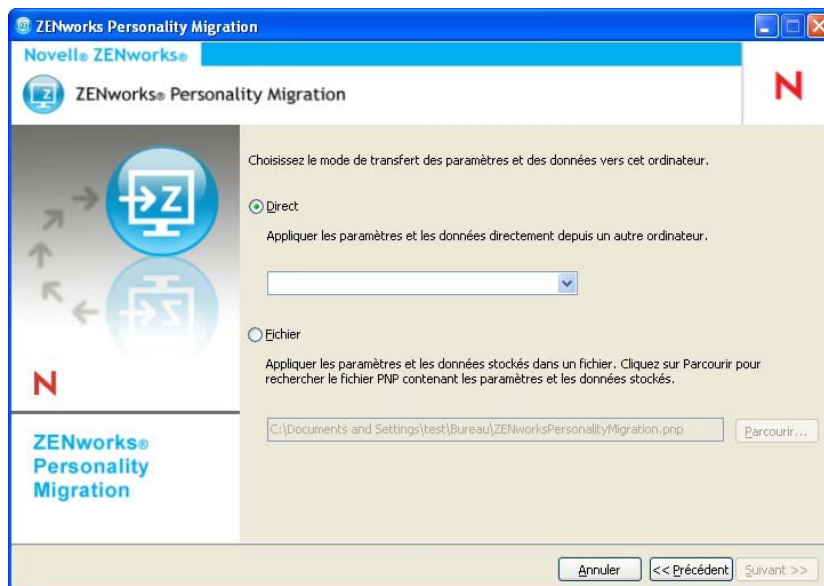 ZENworks Personality Migration
Novell® ZENworks®
ZENworks® Personality Migration
N
Choisissez le mode de transfert des paramètres et des données vers cet ordinateur.
Direct
Appliquer les paramètres et les données directement depuis un autre ordinateur.
Fichier
Appliquer les paramètres et les données stockés dans un fichier. Cliquez sur Parcourir pour
rechercher le fichier PNP contenant les paramètres et les données stockés.
C:\Documents and Settings\test\Bureau\ZENworksPersonalityMigration.pnp
Parcourir...
Z
N
ZENworks®
Personality
Migration
Annuler
<< Précédent
Suivant >>